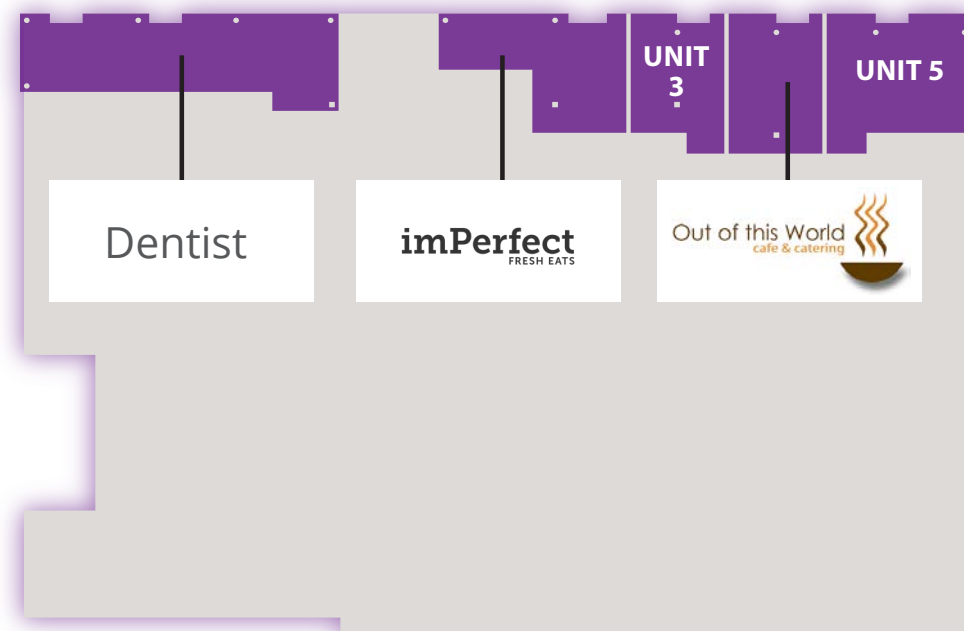 UNIT
3
UNIT 5
Dentist
imPerfect
FRESH EATS
Out of this World
cafe & catering